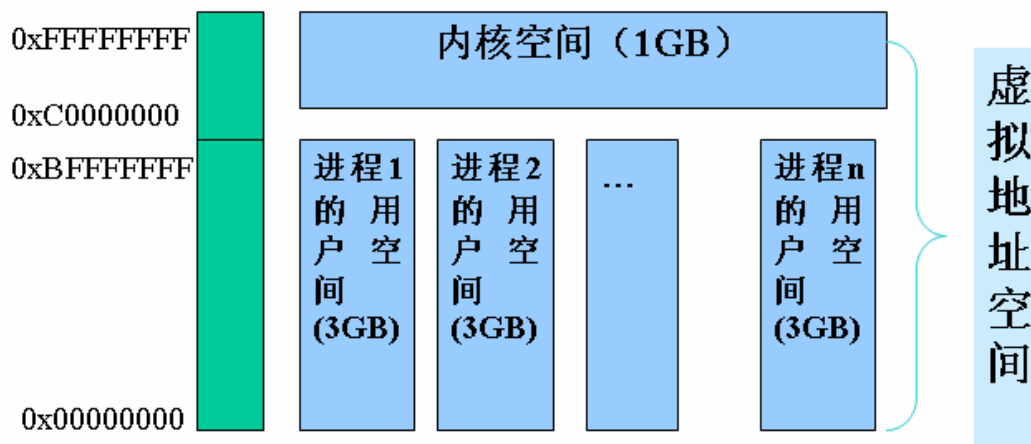 0xFFFFFFFF
内核空间（1GB）
0xC0000000
0xBFFFFFFF
进程1
的用
户空
间
(3GB)
进程2
的用
户空
间
(3GB)
...
进程n
的用
户空
间
(3GB)
0x00000000
虚
拟
地
址
空
间